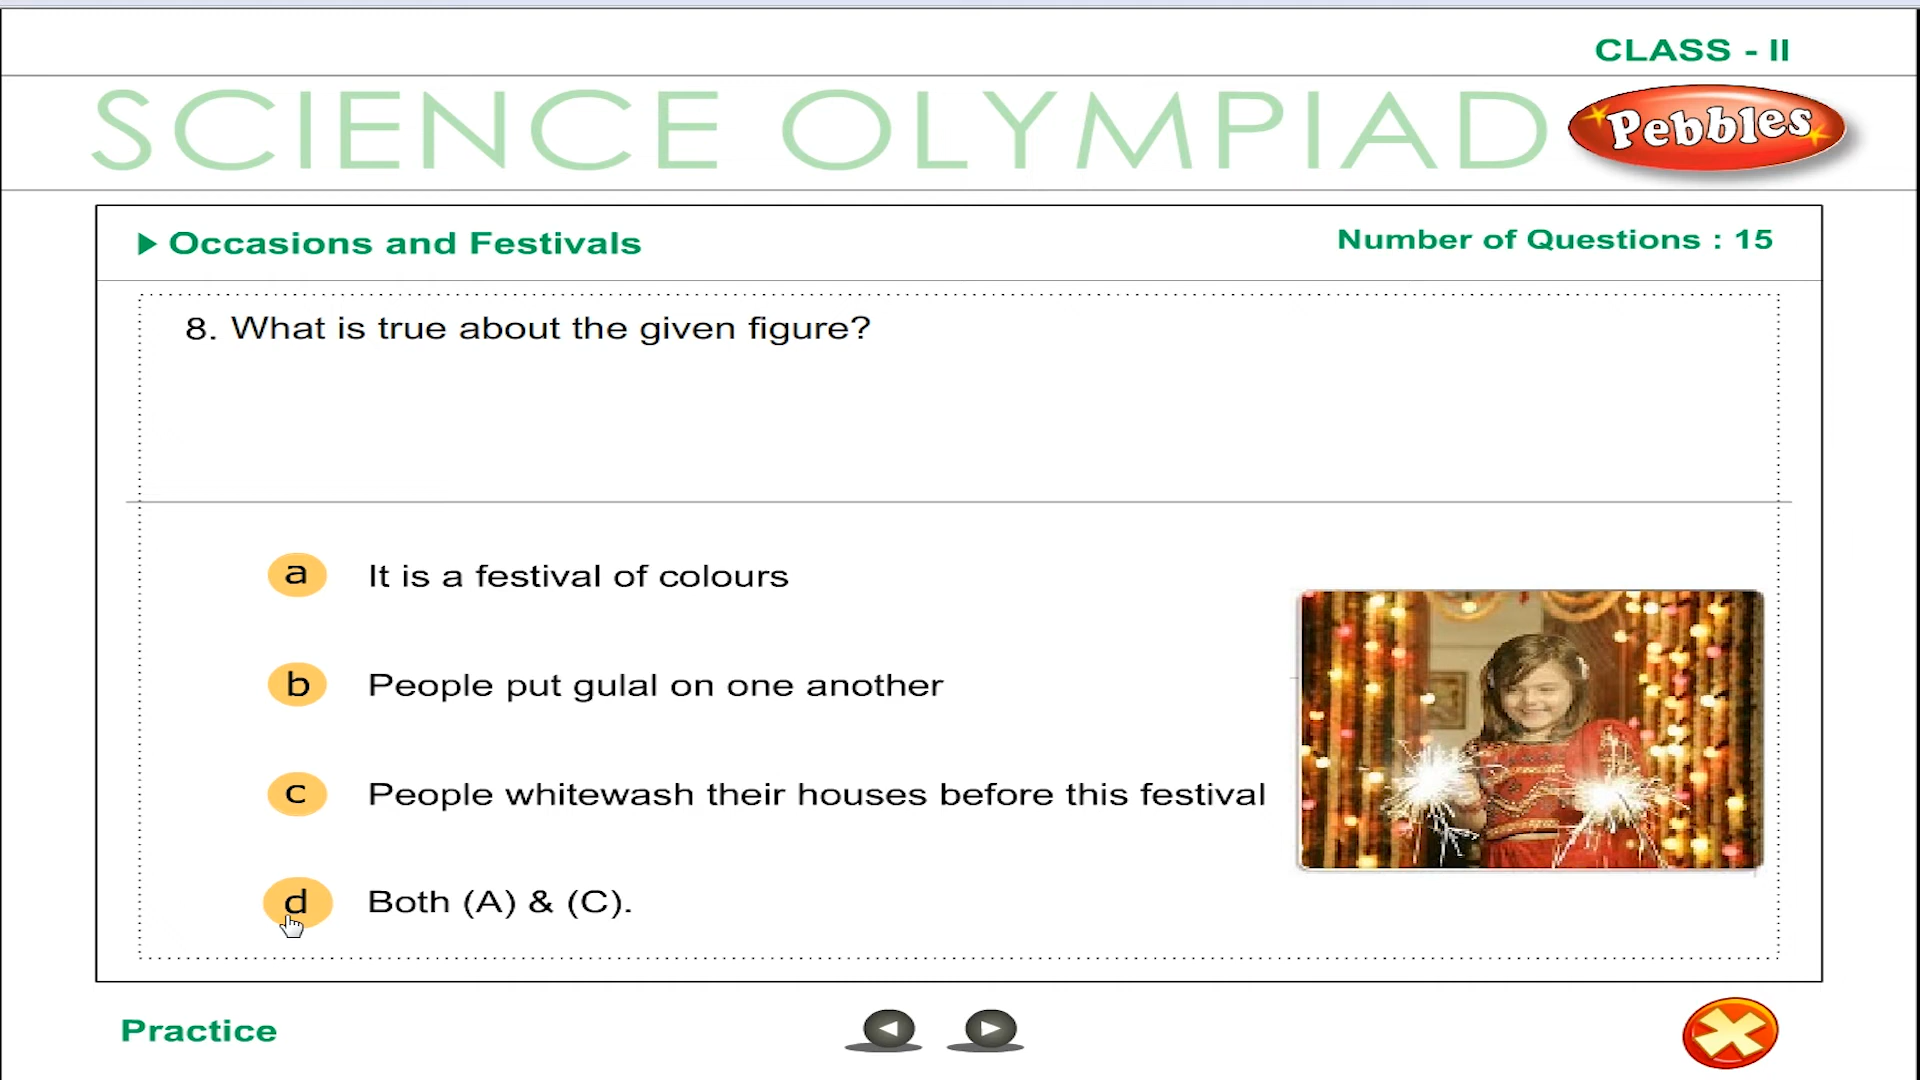 CLASS - II
SCIENCE OLYMPIAD
Pebbles
Occasions and Festivals
Number of Questions : 15
8. What is true about the given figure?
a It is a festival of colours
b People put gulal on one another
c People whitewash their houses before this festival
d Both (A) & (C).
Practice